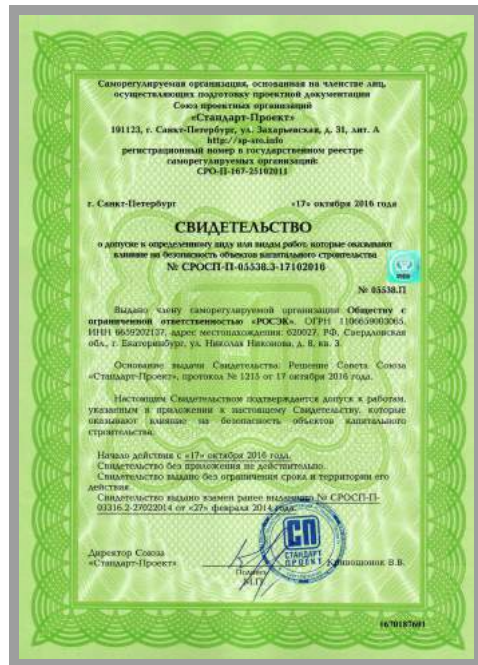 Саморегулируемая организация, основанная на членстве лиц,
осуществляющих подготовку проектной документации
Союз проектных организаций
«Стандарт-Проект»
191123, г. Санкт-Петербург, ул. Захарьевская, д. 31, лит. А
http://sp-sro.info
регистрационный номер в государственном реестре
саморегулируемых организаций:
СРО-П-167-25102011
г. Санкт-Петербург «17» октября 2016 года
СВИДЕТЕЛЬСТВО
о допуске к определенному виду или видам работ, которые оказывают
влияние на безопасность объектов капитального строительства
№ СРОСП-П-05538.3-17102016
№ 05538.П
Выдано члену саморегулируемой организации Обществу с
ограниченной ответственностью «РОСЭК», ОГРН 1106659003065,
ИНН 6659202137, адрес местонахождения: 620027, РФ, Свердловская
обл., г. Екатеринбург, ул. Николая Никонова, д. 8, кв. 3
Основание выдачи Свидетельства: Решение Совета Союза
«Стандарт-Проект», протокол № 1215 от 17 октября 2016 года.
Настоящим Свидетельством подтверждается допуск к работам,
указанным в приложении к настоящему Свидетельству, которые
оказывают влияние на безопасность объектов капитального
строительства.
Начало действия с «17» октября 2016 года.
Свидетельство без приложения не действительно.
Свидетельство выдано без ограничения срока и территории его
действия.
Свидетельство выдано взамен ранее выданного № СРОСП-П-
03316.2-27022014 от «27» февраля 2014 года.
СП
СТАНДАРТ
ПРОЕКТ
Директор Союза
«Стандарт-Проект» Кривошонок В.В.
Подпись
М.П.
1670187601